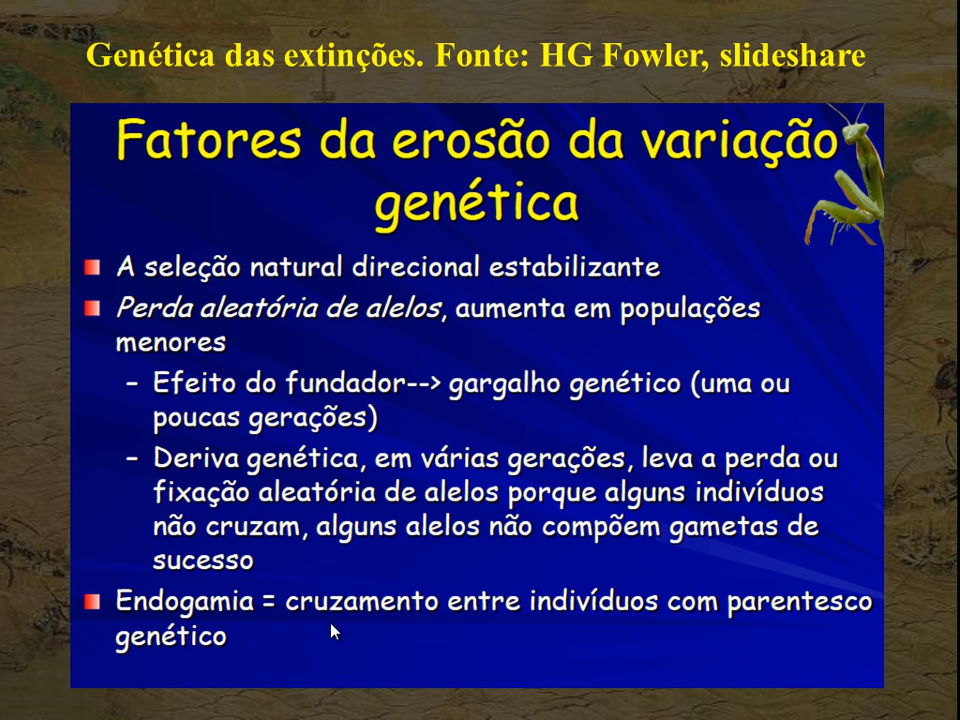 Genética das extinções. Fonte: HG Fowler, slideshare
Fatores da erosão da variação
genética
A seleção natural direcional estabilizante
Perda aleatória de alelos, aumenta em populações
menores
– Efeito do fundador--> gargalho genético (uma ou
poucas gerações)
– Deriva genética, em várias gerações, leva a perda ou
fixação aleatória de alelos porque alguns indivíduos
não cruzam, alguns alelos não compõem gametas de
sucesso
Endogamia = cruzamento entre indivíduos com parentesco
genético